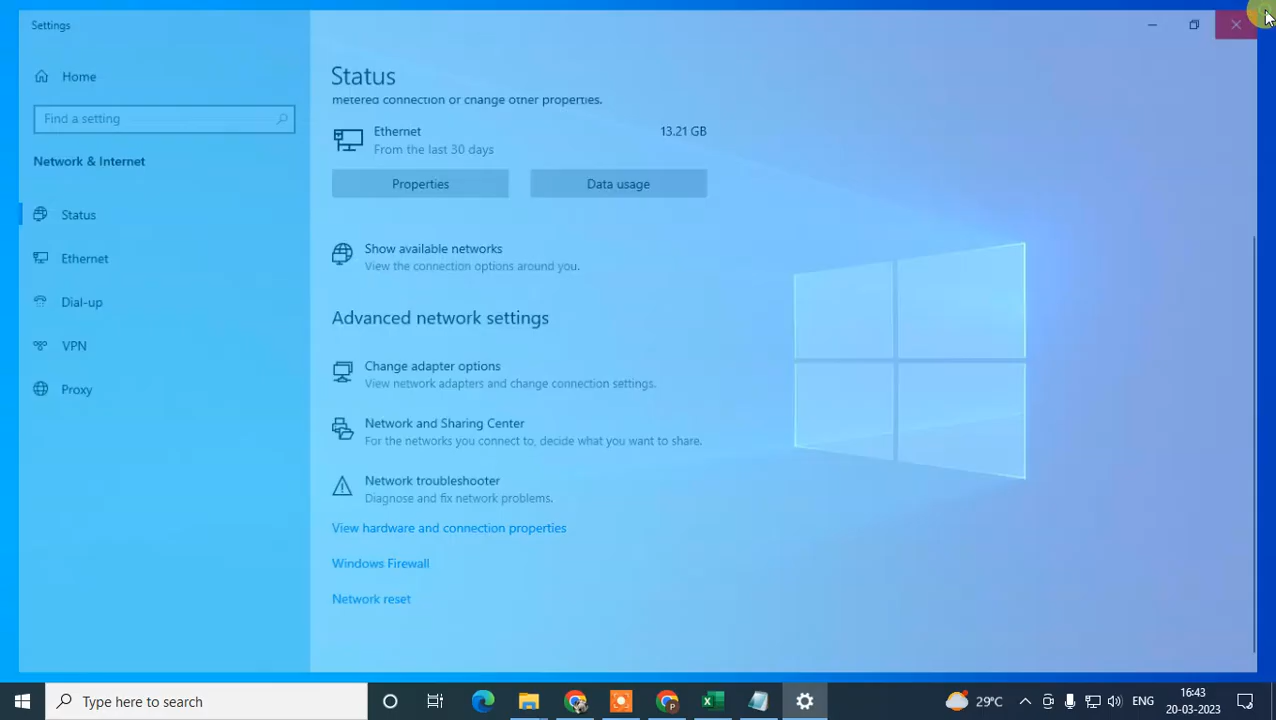 Settings
Home
Find a setting
Network & Internet
Status
Ethernet
Dial-up
VPN
Proxy
Status
metered connection or change other properties.
Ethernet
13.21 GB
From the last 30 days
Properties
Data usage
Show available networks
View the connection options around you.
Advanced network settings
Change adapter options
View network adapters and change connection settings.
Network and Sharing Center
For the networks you connect to, decide what you want to share.
Network troubleshooter
Diagnose and fix network problems.
View hardware and connection properties
Windows Firewall
Network reset
Type here to search
29°C
ENG
16:43
20-03-2023